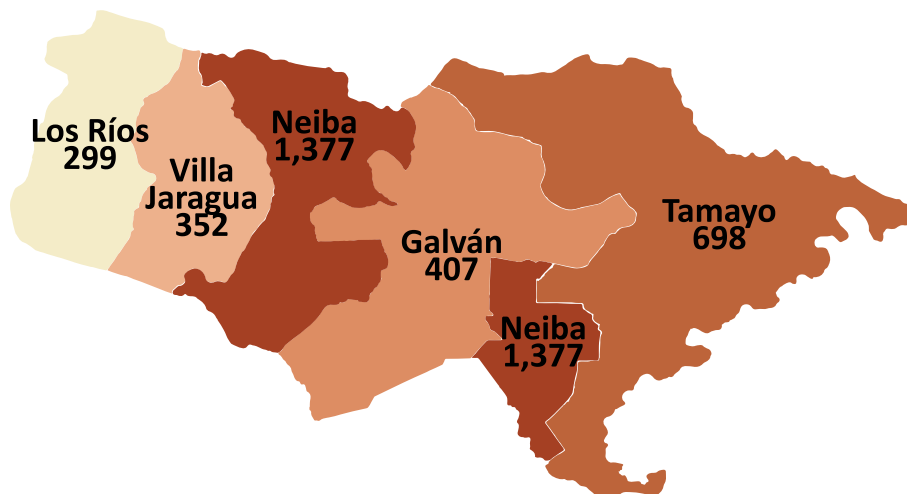 Los Ríos
299
Villa
Jaragua
352
Neiba
1,377
Galván
407
Tamayo
698
Neiba
1,377